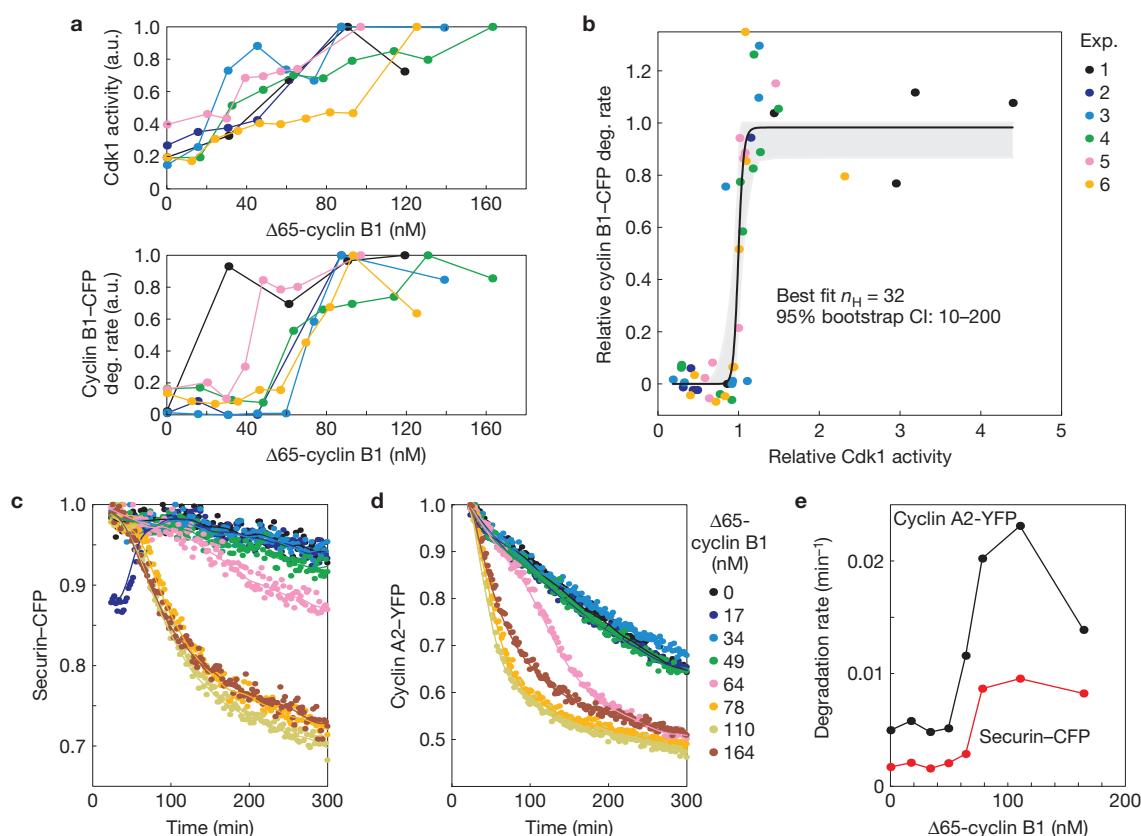 a
Cdk1 activity (a.u.)
1.0
0.8
0.6
0.4
0.2
0
0 40 80 120 160
Δ65-cyclin B1 (nM)
Cyclin B1–CFP
deg. rate (a.u.)
1.0
0.8
0.6
0.4
0.2
0
0 40 80 120 160
Δ65-cyclin B1 (nM)
b
Relative cyclin B1–CFP deg. rate
1.2
1.0
0.8
0.6
0.4
0.2
0
Best fit nH = 32
95% bootstrap CI: 10–200
0 1 2 3 4 5
Relative Cdk1 activity
Exp.
1
2
3
4
5
6
c
Securin–CFP
1.0
0.9
0.8
0.7
0 100 200 300
Time (min)
d
Cyclin A2–YFP
1.0
0.9
0.8
0.7
0.6
0.5
0 100 200 300
Time (min)
Δ65-
cyclin B1
(nM)
0
17
34
49
64
78
110
164
e
Degradation rate (min⁻¹)
0.02
0.01
0
Cyclin A2-YFP
Securin–CFP
0 100 200
Δ65-cyclin B1 (nM)